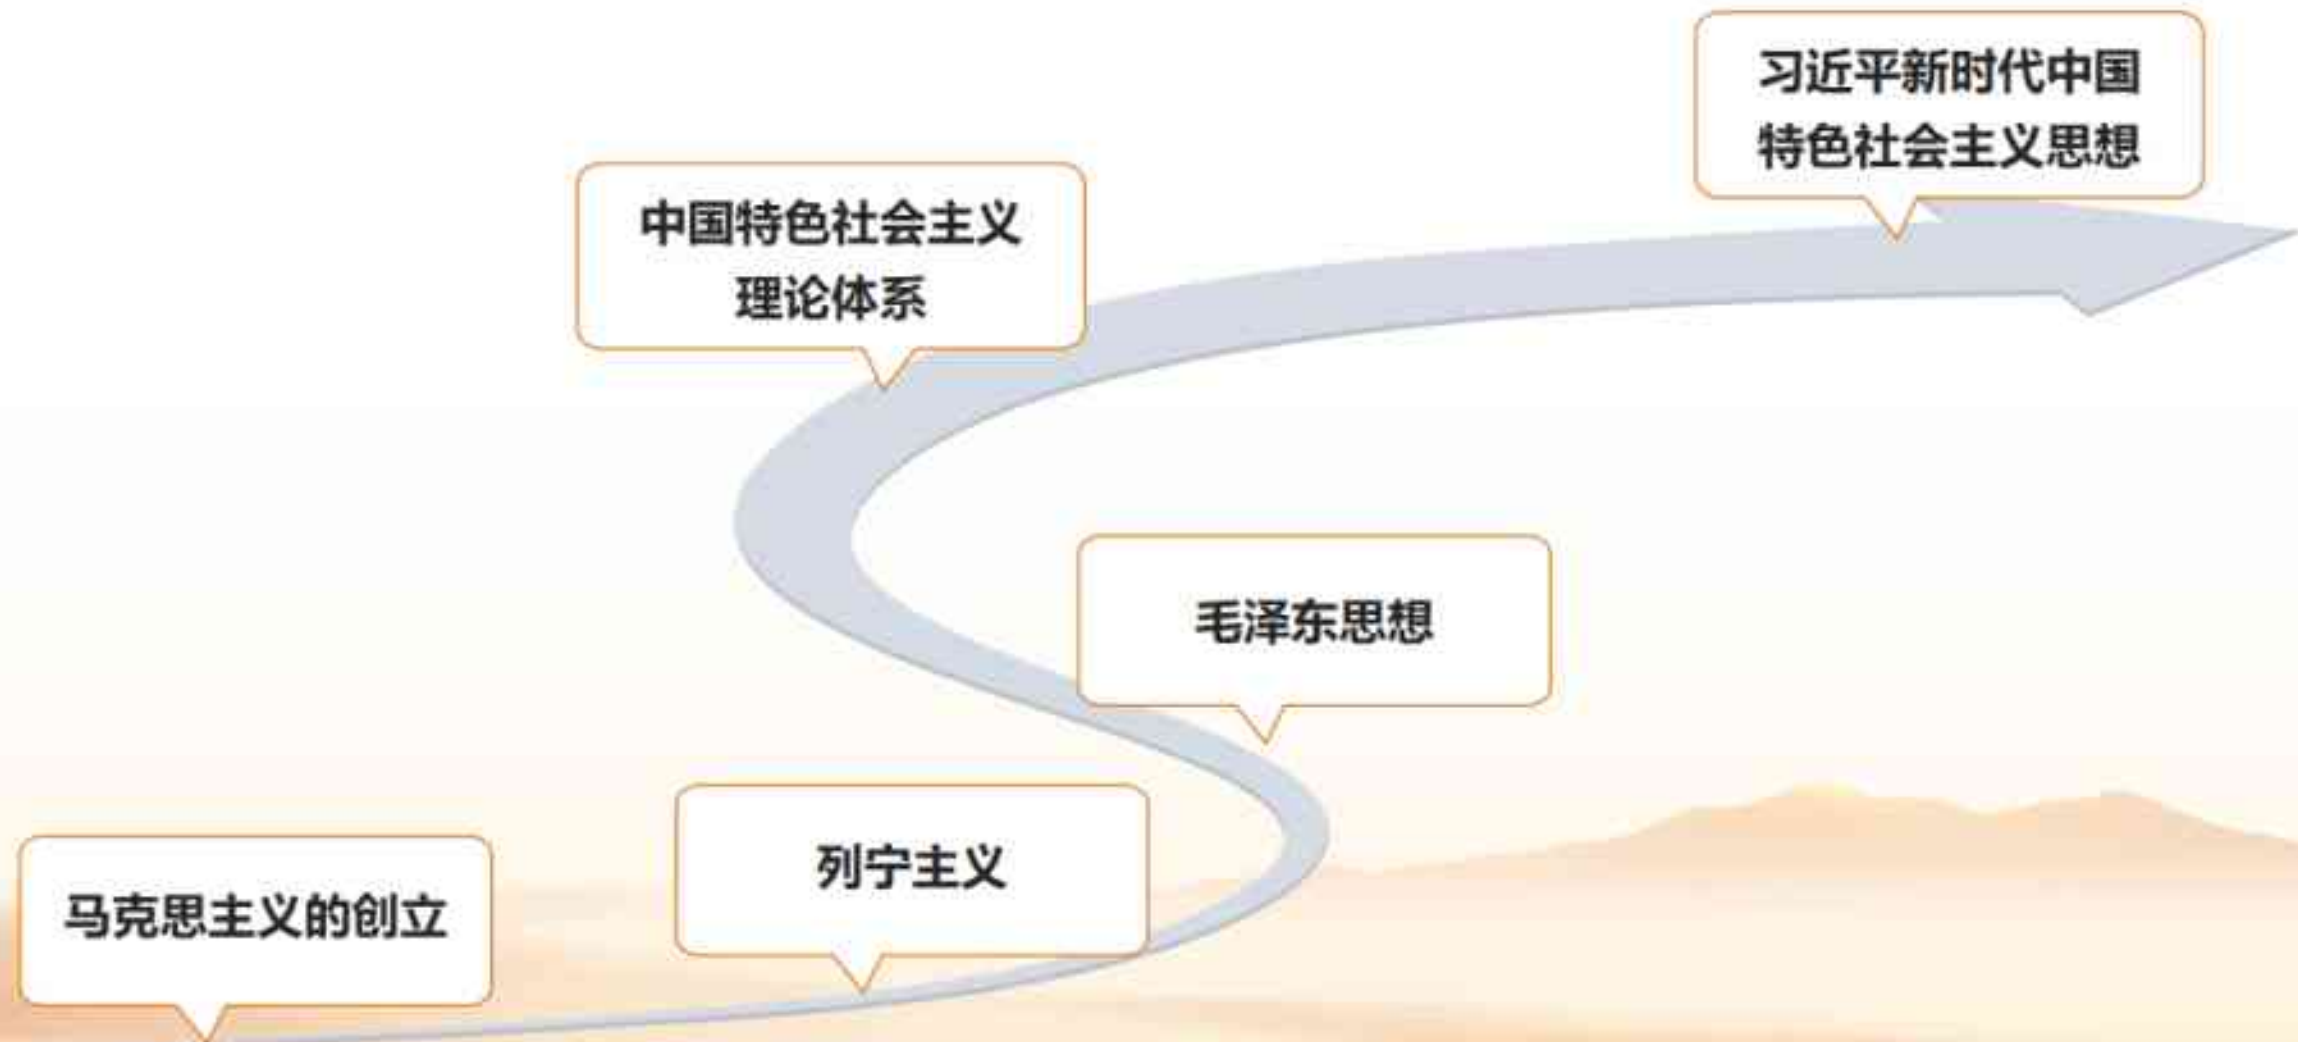 习近平新时代中国
特色社会主义思想
中国特色社会主义
理论体系
毛泽东思想
列宁主义
马克思主义的创立